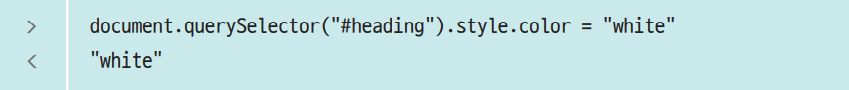 > document.querySelector("#heading").style.color = "white"
< "white"